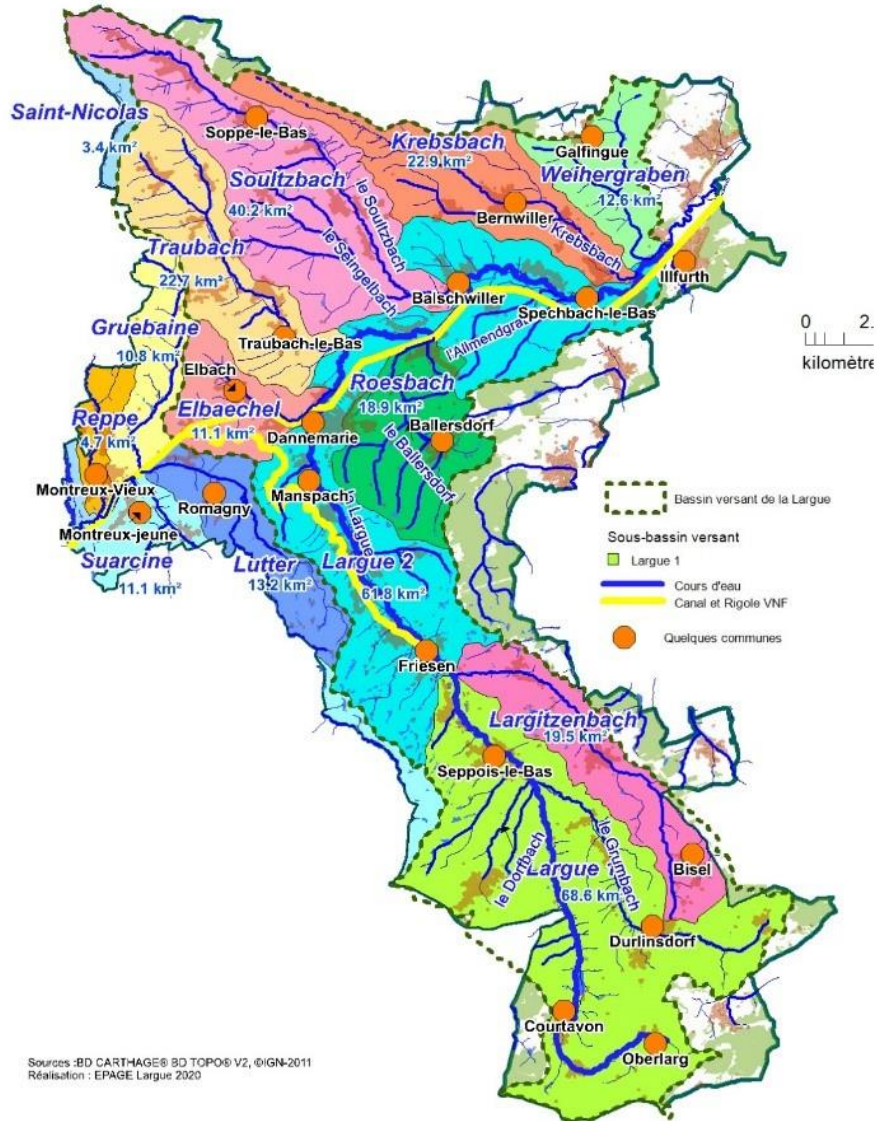 Saint-Nicolas
3.4 km²
Soppe-le-Bas
Krebsbach
22.9 km²
Galfingue
Weihergraben
12.6 km²
Soultzbach
40.2 km²
le Soultzbach
le Seingelbach
Bernwiller
Krebsbach
Traubach
22.7 km²
Balschwiller
Spechbach-le-Bas
Illfurth
Gruebaine
10.8 km²
Traubach-le-Bas
l'Allmendgra
0 2.
kilomètre
Elbach
Roesbach
18.9 km²
Reppe
4.7 km²
Elbaechel
11.1 km²
Dannemarie
Ballersdorf
le Ballersdorf
Montreux-Vieux
Romagny
Manspach
Montreux-jeune
Largue
Suarcine
11.1 km²
Lutter
13.2 km²
Largue 2
61.8 km²
Bassin versant de la Largue
Sous-bassin versant
Largue 1
Cours d'eau
Canal et Rigole VNF
Quelques communes
Friesen
Largitzenbach
19.5 km²
Seppois-le-Bas
le Grumbach
le Dorfbach
Largue
68.6 km
Bisel
Durlinsdorf
Courtavon
Oberlarg
Sources :BD CARTHAGE® BD TOPO® V2, ©IGN-2011
Réalisation : EPAGE Largue 2020